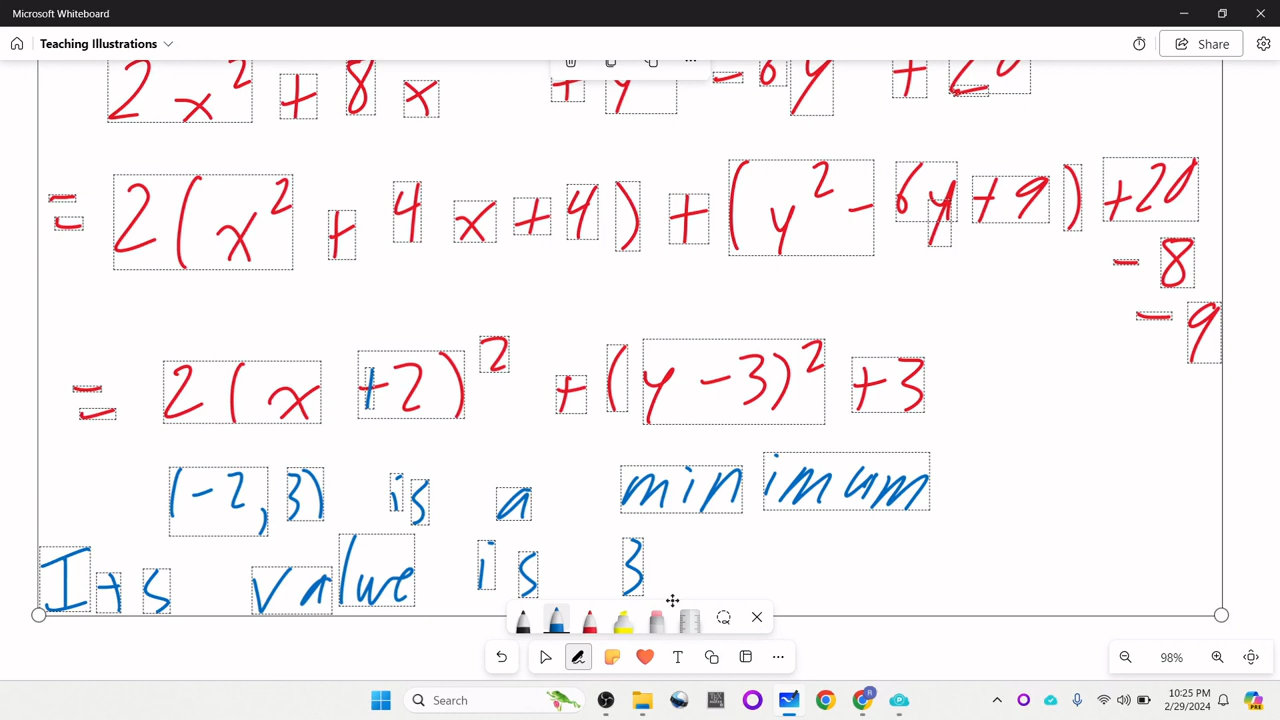 Microsoft Whiteboard
Teaching Illustrations
Share
2x² + 8x + y² - 6y + 20
= 2(x² + 4x + 4) + (y² - 6y + 9) + 20
- 8
- 9
= 2(x + 2)² + (y - 3)² + 3
(-2, 3) is a minimum
Its value is 3
98%
Search
10:25 PM
2/29/2024